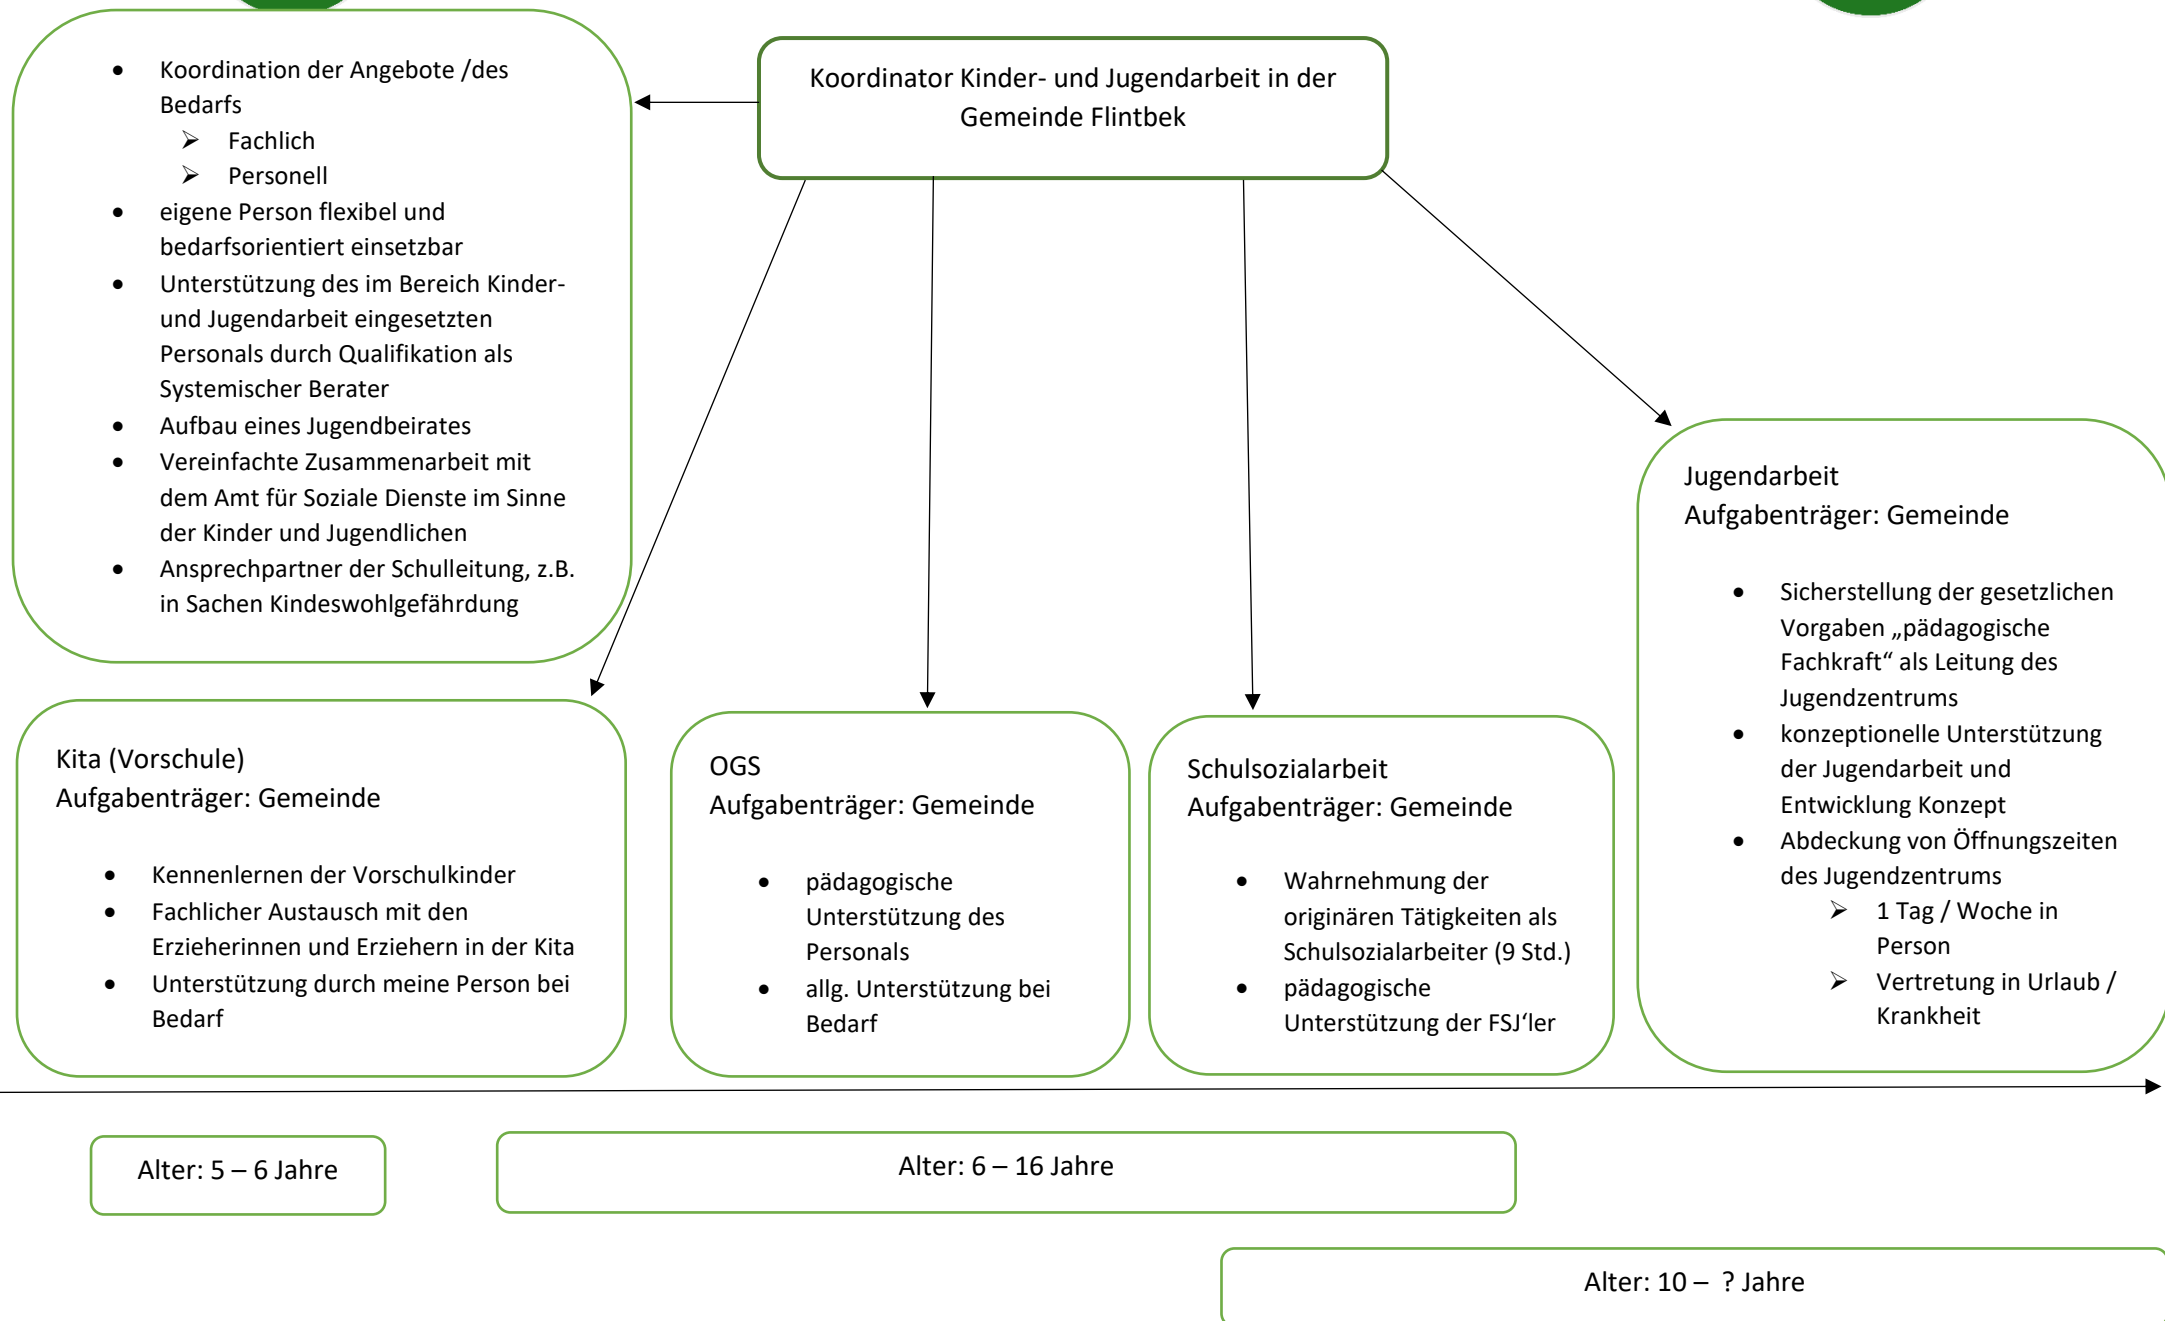 Koordinator Kinder- und Jugendarbeit in der
Gemeinde Flintbek
• Koordination der Angebote /des
Bedarfs
➢ Fachlich
➢ Personell
• eigene Person flexibel und
bedarfsorientiert einsetzbar
• Unterstützung des im Bereich Kinder-
und Jugendarbeit eingesetzten
Personals durch Qualifikation als
Systemischer Berater
• Aufbau eines Jugendbeirates
• Vereinfachte Zusammenarbeit mit
dem Amt für Soziale Dienste im Sinne
der Kinder und Jugendlichen
• Ansprechpartner der Schulleitung, z.B.
in Sachen Kindeswohlgefährdung
Kita (Vorschule)
Aufgabenträger: Gemeinde
• Kennenlernen der Vorschulkinder
• Fachlicher Austausch mit den
Erzieherinnen und Erziehern in der Kita
• Unterstützung durch meine Person bei
Bedarf
OGS
Aufgabenträger: Gemeinde
• pädagogische
Unterstützung des
Personals
• allg. Unterstützung bei
Bedarf
Schulsozialarbeit
Aufgabenträger: Gemeinde
• Wahrnehmung der
originären Tätigkeiten als
Schulsozialarbeiter (9 Std.)
• pädagogische
Unterstützung der FSJ‘ler
Jugendarbeit
Aufgabenträger: Gemeinde
• Sicherstellung der gesetzlichen
Vorgaben „pädagogische
Fachkraft“ als Leitung des
Jugendzentrums
• konzeptionelle Unterstützung
der Jugendarbeit und
Entwicklung Konzept
• Abdeckung von Öffnungszeiten
des Jugendzentrums
➢ 1 Tag / Woche in
Person
➢ Vertretung in Urlaub /
Krankheit
Alter: 5 – 6 Jahre
Alter: 6 – 16 Jahre
Alter: 10 – ? Jahre